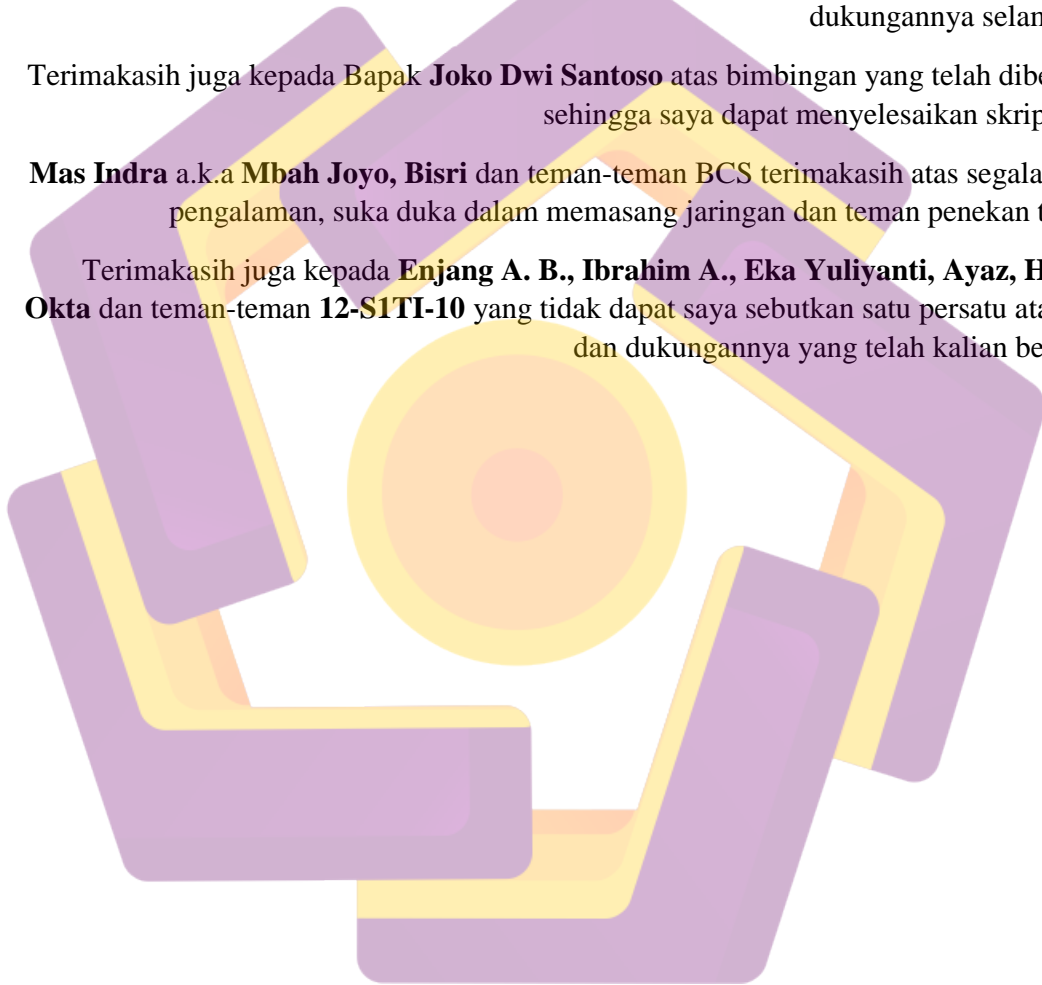 dukungannya selam
Terimakasih juga kepada Bapak Joko Dwi Santoso atas bimbingan yang telah dibe
sehingga saya dapat menyelesaikan skrip
Mas Indra a.k.a Mbah Joyo, Bisri dan teman-teman BCS terimakasih atas segala
pengalaman, suka duka dalam memasang jaringan dan teman penekan t
Terimakasih juga kepada Enjang A. B., Ibrahim A., Eka Yuliyanti, Ayaz, H
Okta dan teman-teman 12-S1TI-10 yang tidak dapat saya sebutkan satu persatu ata
dan dukungannya yang telah kalian be